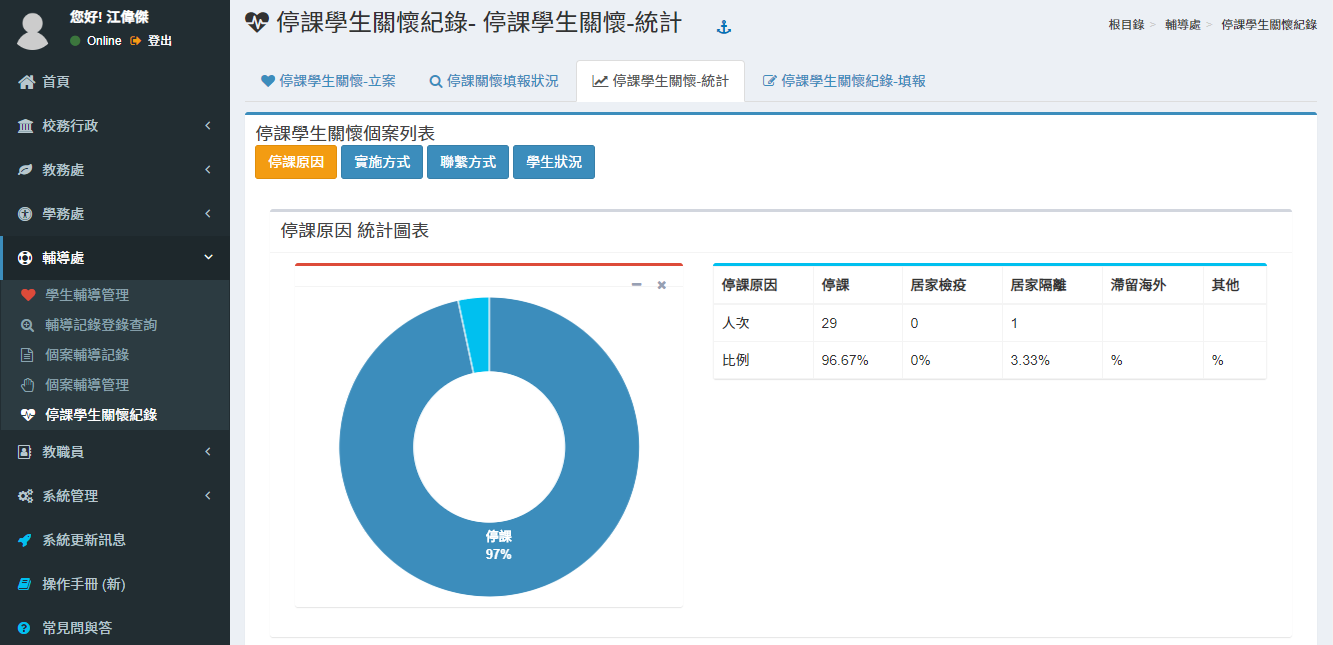 您好! 江偉傑
Online 登出
首頁
校務行政
教務處
學務處
輔導處
學生輔導管理
輔導記錄登錄查詢
個案輔導記錄
個案輔導管理
停課學生關懷紀錄
教職員
系統管理
系統更新訊息
操作手冊 (新)
常見問與答
停課學生關懷紀錄- 停課學生關懷-統計
根目錄 > 輔導處 > 停課學生關懷紀錄
停課學生關懷-立案 停課關懷填報狀況 停課學生關懷-統計 停課學生關懷紀錄-填報
停課學生關懷個案列表
停課原因 實施方式 聯繫方式 學生狀況
停課原因 統計圖表
停課
97%
停課原因 停課 居家檢疫 居家隔離 滯留海外 其他
人次 29 0 1
比例 96.67% 0% 3.33% % %